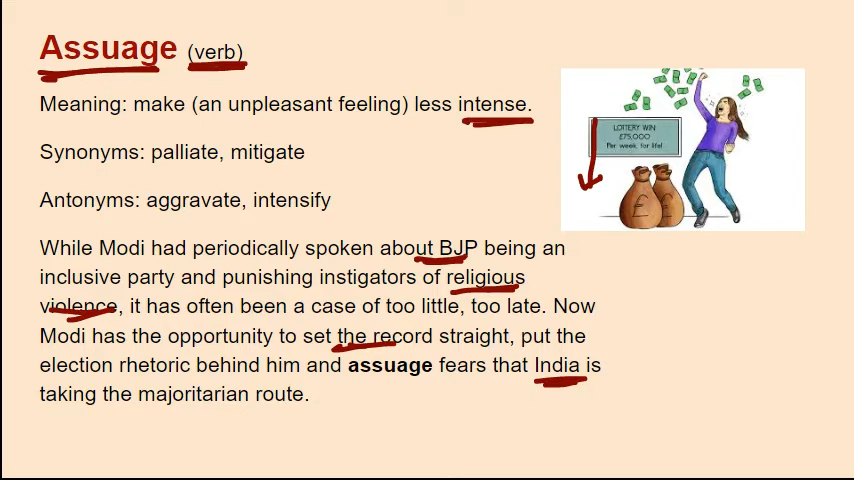 Assuage (verb)
Meaning: make (an unpleasant feeling) less intense.
Synonyms: palliate, mitigate
Antonyms: aggravate, intensify
While Modi had periodically spoken about BJP being an
inclusive party and punishing instigators of religious
violence, it has often been a case of too little, too late. Now
Modi has the opportunity to set the record straight, put the
election rhetoric behind him and assuage fears that India is
taking the majoritarian route.
LOTTERY WIN
£75,000
Per week for life!
£ £